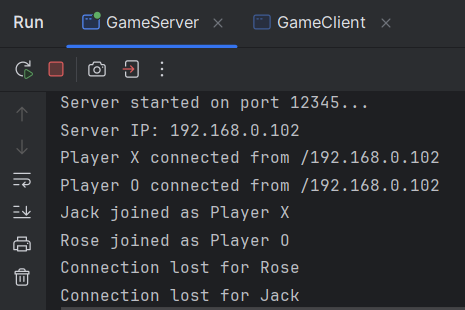 Run GameServer GameClient
Server started on port 12345...
Server IP: 192.168.0.102
Player X connected from /192.168.0.102
Player O connected from /192.168.0.102
Jack joined as Player X
Rose joined as Player O
Connection lost for Rose
Connection lost for Jack